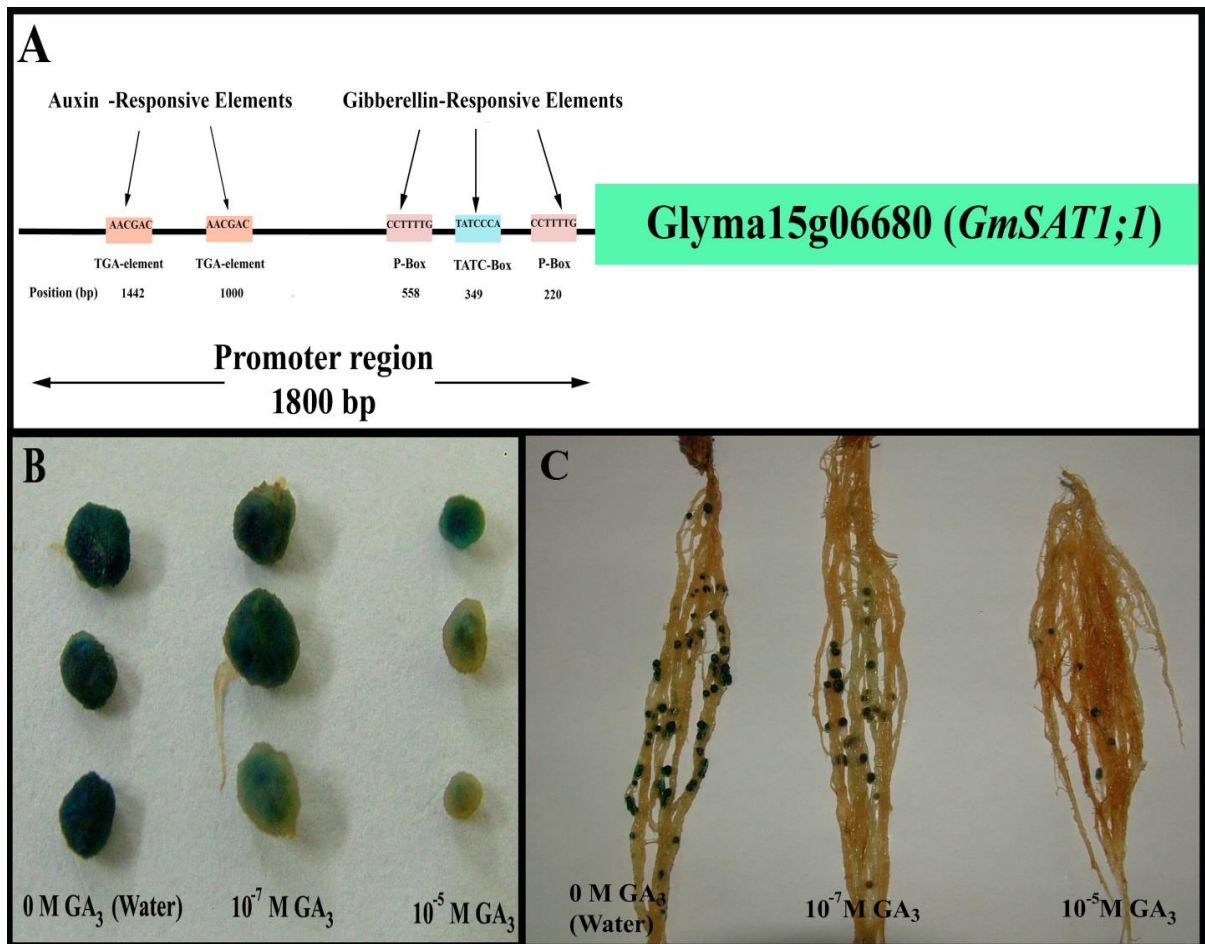 A
Auxin -Responsive Elements
Gibberellin-Responsive Elements
AACGAC
AACGAC
CCTTTTG
TATCCCA
CCTTTTG
Glyma15g06680 (GmSAT1;1)
TGA-element
TGA-element
P-Box
TATC-Box
P-Box
Position (bp)
1442
1000
558
349
220
Promoter region
1800 bp
B
0 M GA₃ (Water)
10⁻⁷ M GA₃
10⁻⁵ M GA₃
C
0 M GA₃
(Water)
10⁻⁷M GA₃
10⁻⁵M GA₃